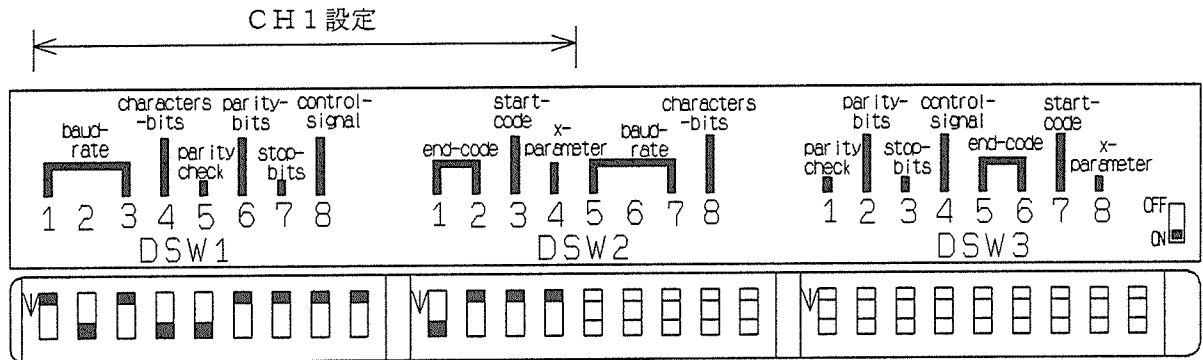 CH1設定
characters-bits parity-bits control-signal start-code characters-bits parity-bits control-signal start-code
baud-rate parity check stop-bits end-code x-parameter baud-rate parity check stop-bits end-code x-parameter
1 2 3 4 5 6 7 8 1 2 3 4 5 6 7 8 1 2 3 4 5 6 7 8 OFF
DSW1 DSW2 DSW3 ON